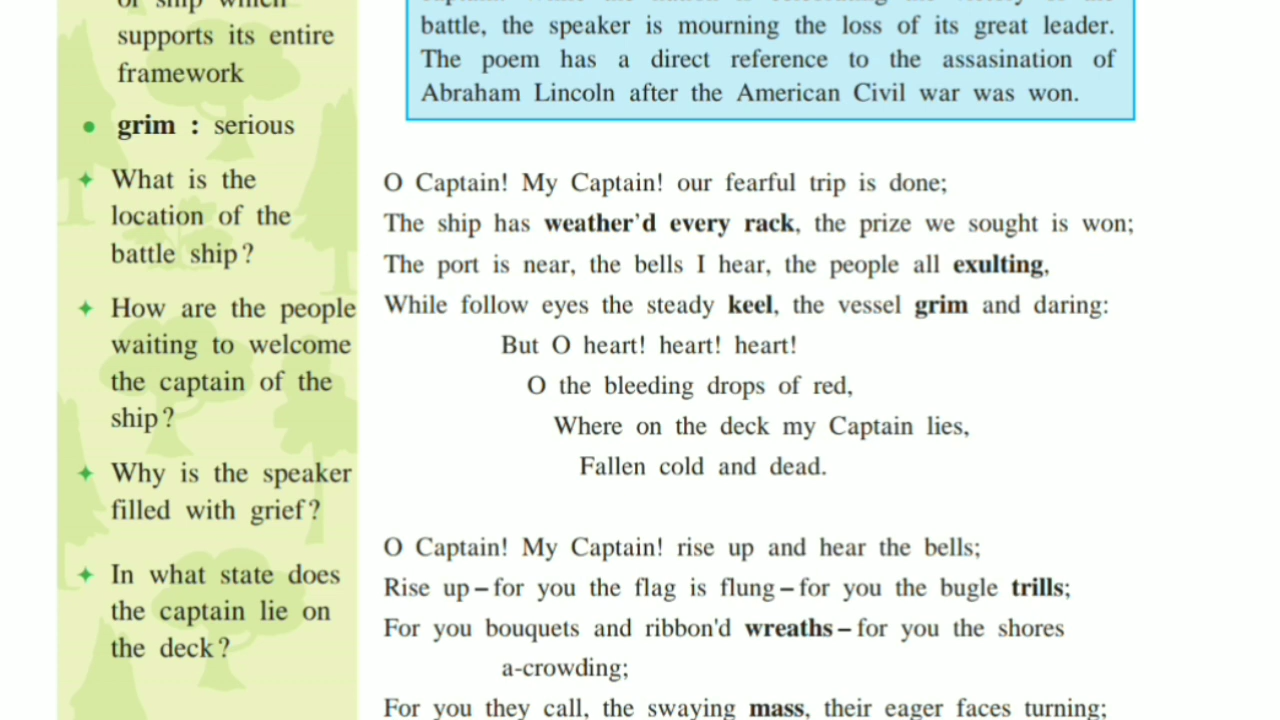 of ship which
supports its entire
framework
• grim : serious
✦ What is the
location of the
battle ship?
✦ How are the people
waiting to welcome
the captain of the
ship?
✦ Why is the speaker
filled with grief?
✦ In what state does
the captain lie on
the deck?
battle, the speaker is mourning the loss of its great leader.
The poem has a direct reference to the assasination of
Abraham Lincoln after the American Civil war was won.
O Captain! My Captain! our fearful trip is done;
The ship has weather'd every rack, the prize we sought is won;
The port is near, the bells I hear, the people all exulting,
While follow eyes the steady keel, the vessel grim and daring:
But O heart! heart! heart!
O the bleeding drops of red,
Where on the deck my Captain lies,
Fallen cold and dead.
O Captain! My Captain! rise up and hear the bells;
Rise up–for you the flag is flung–for you the bugle trills;
For you bouquets and ribbon'd wreaths–for you the shores
a-crowding;
For you they call, the swaying mass, their eager faces turning;